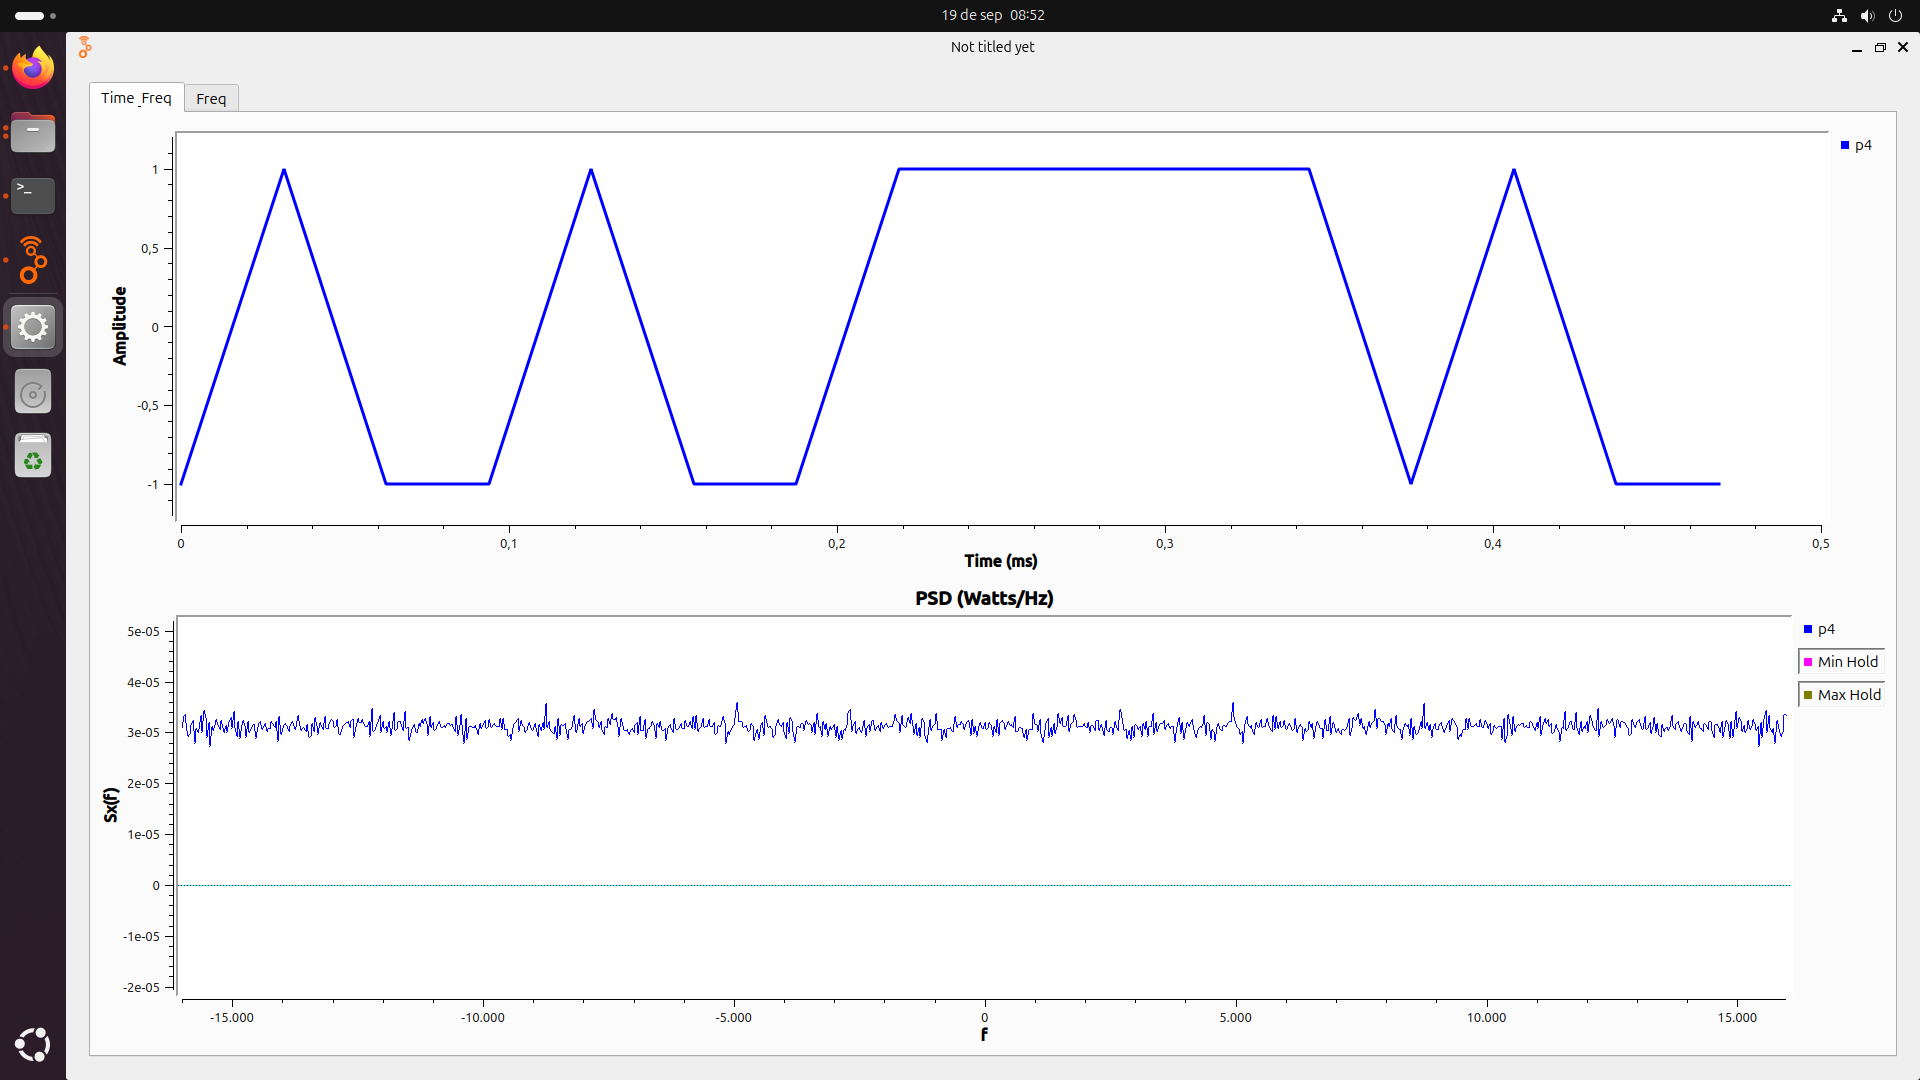 19 de sep 08:52
Not titled yet
Time_Freq
Freq
p4
1
0,5
0
-0,5
-1
Amplitude
0
0,1
0,2
0,3
0,4
0,5
Time (ms)
PSD (Watts/Hz)
p4
Min Hold
Max Hold
5e-05
4e-05
3e-05
2e-05
1e-05
0
-1e-05
-2e-05
Sx(f)
-15.000
-10.000
-5.000
0
5.000
10.000
15.000
f